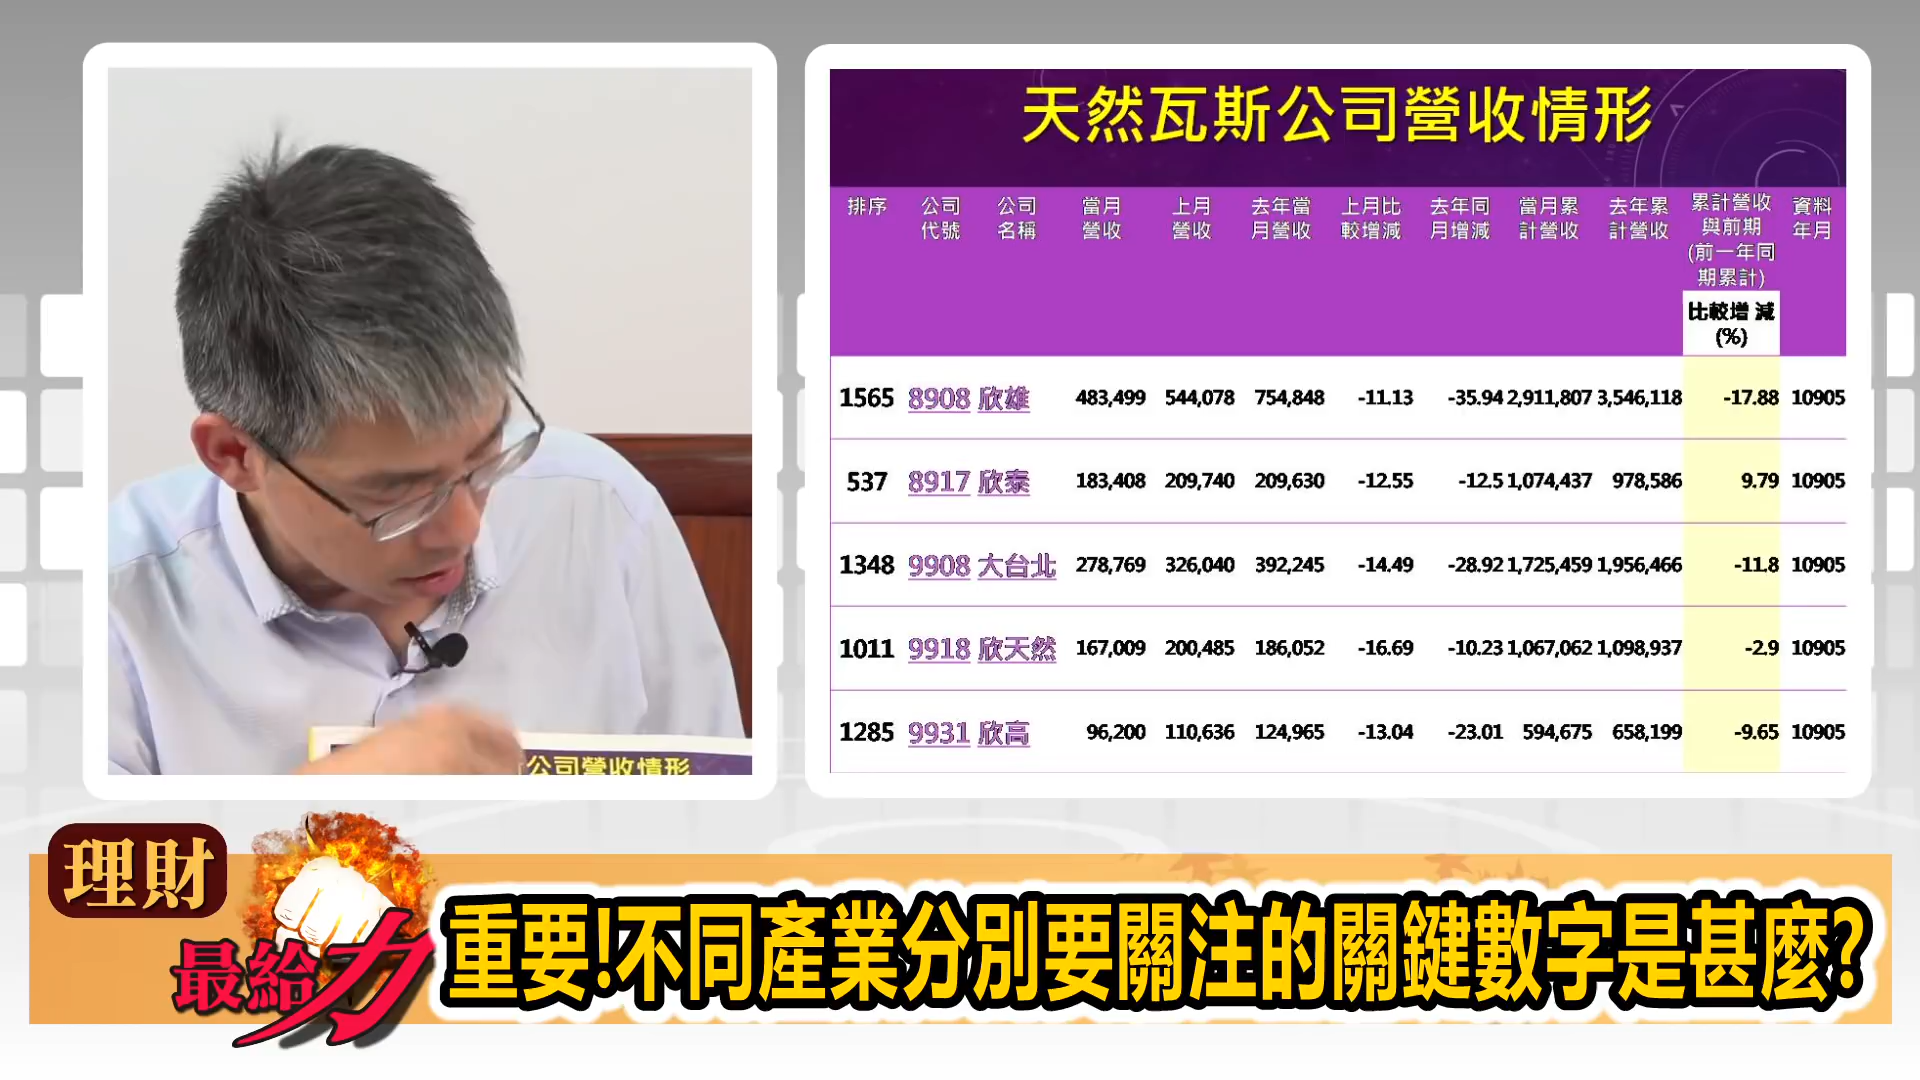 天然瓦斯公司營收情形
排序 公司代號 公司名稱 當月營收 上月營收 去年當月營收 上月比較增減 去年同月增減 當月累計營收 去年累計營收 累計營收與前期(前一年同期累計)比較增 減(%) 資料年月
1565 8908 欣雄 483,499 544,078 754,848 -11.13 -35.94 2,911,807 3,546,118 -17.88 10905
537 8917 欣泰 183,408 209,740 209,630 -12.55 -12.5 1,074,437 978,586 9.79 10905
1348 9908 大台北 278,769 326,040 392,245 -14.49 -28.92 1,725,459 1,956,466 -11.8 10905
1011 9918 欣天然 167,009 200,485 186,052 -16.69 -10.23 1,067,062 1,098,937 -2.9 10905
1285 9931 欣高 96,200 110,636 124,965 -13.04 -23.01 594,675 658,199 -9.65 10905
公司營收情形
理財
最給力
重要!不同產業分別要關注的關鍵數字是甚麼?